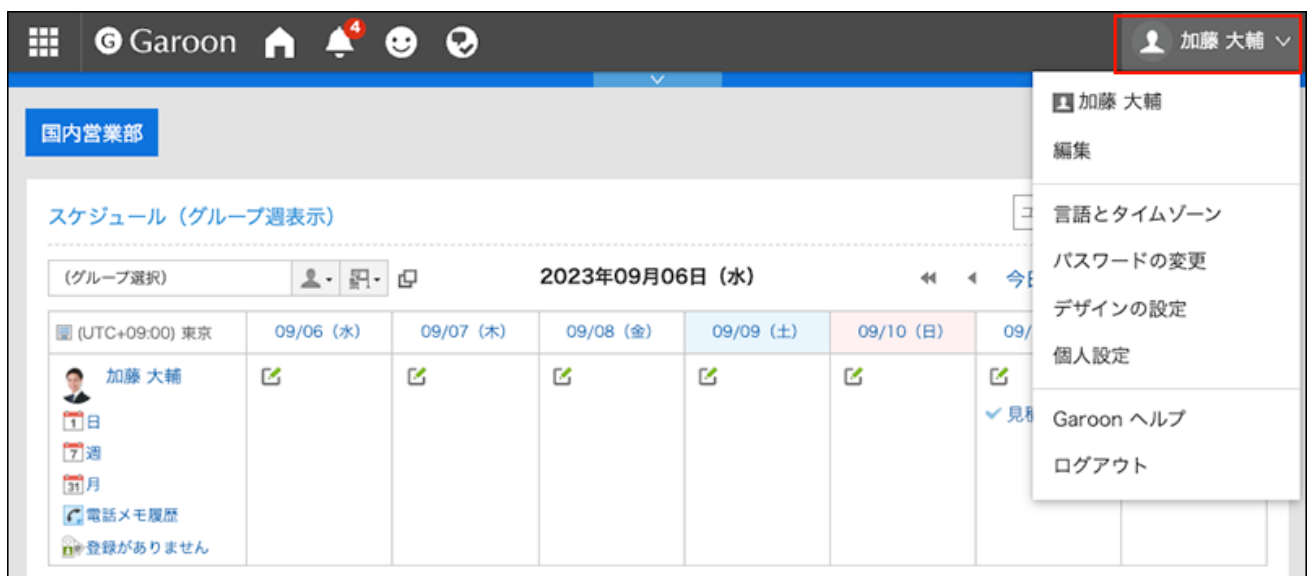 G Garoon 4 加藤 大輔
加藤 大輔
編集
言語とタイムゾーン
パスワードの変更
デザインの設定
個人設定
Garoon ヘルプ
ログアウト
国内営業部
スケジュール（グループ週表示）
（グループ選択） 2023年09月06日（水）
(UTC+09:00) 東京 09/06（水） 09/07（木） 09/08（金） 09/09（土） 09/10（日） 09/
加藤 大輔
1 日
7 週
31 月
電話メモ履歴
登録がありません